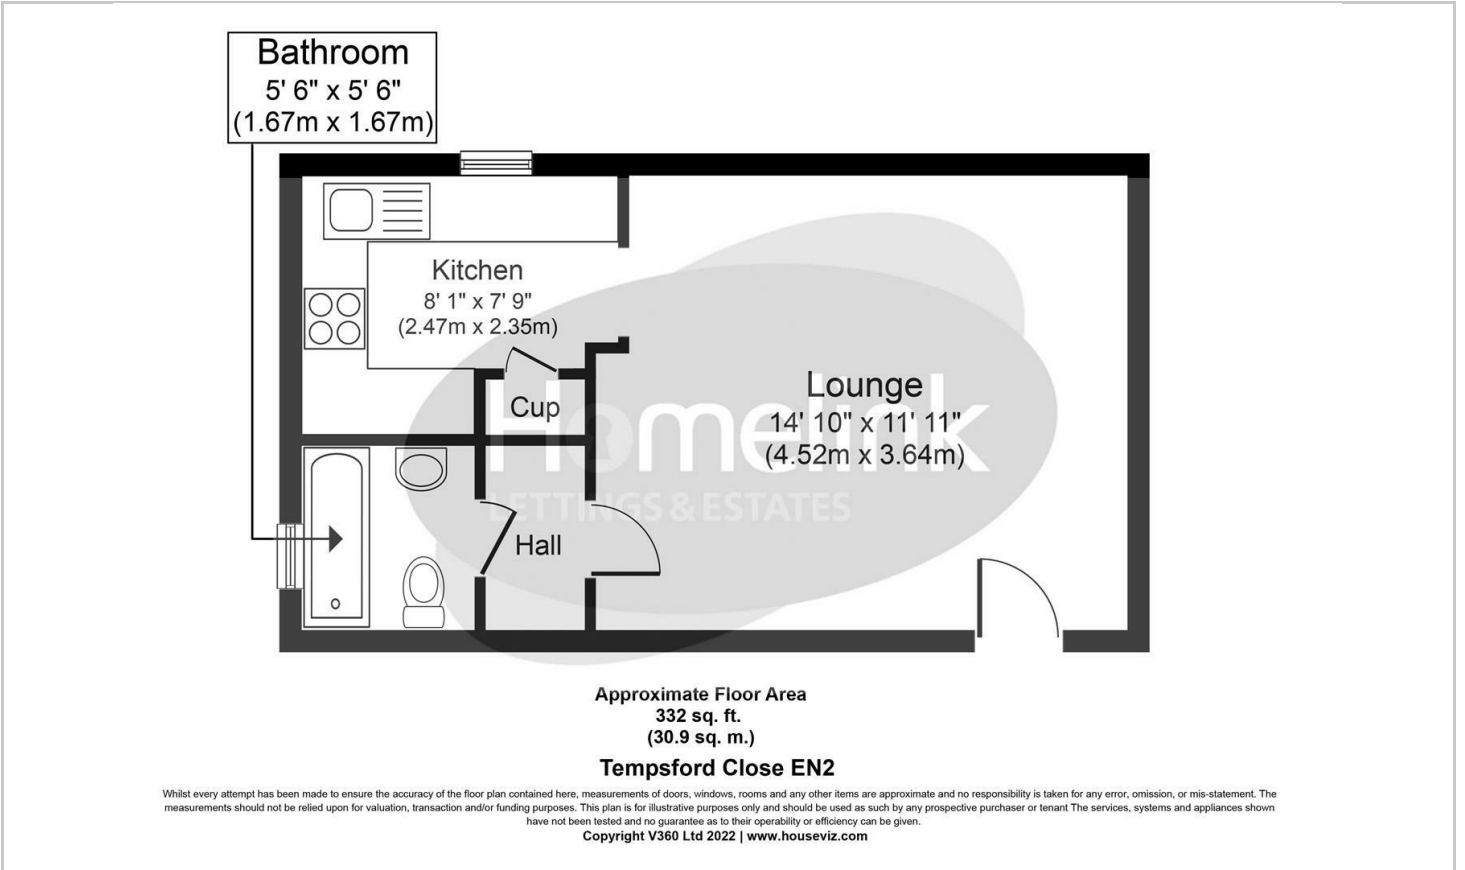 Bathroom
5' 6" x 5' 6"
(1.67m x 1.67m)
Kitchen
8' 1" x 7' 9"
(2.47m x 2.35m)
Cup
Lounge
14' 10" x 11' 11"
(4.52m x 3.64m)
Homelink
LETTINGS & ESTATES
Hall
Approximate Floor Area
332 sq. ft.
(30.9 sq. m.)
Tempsford Close EN2
Whilst every attempt has been made to ensure the accuracy of the floor plan contained here, measurements of doors, windows, rooms and any other items are approximate and no responsibility is taken for any error, omission, or mis-statement. The
measurements should not be relied upon for valuation, transaction and/or funding purposes. This plan is for illustrative purposes only and should be used as such by any prospective purchaser or tenant The services, systems and appliances shown
have not been tested and no guarantee as to their operability or efficiency can be given.
Copyright V360 Ltd 2022 | www.houseviz.com